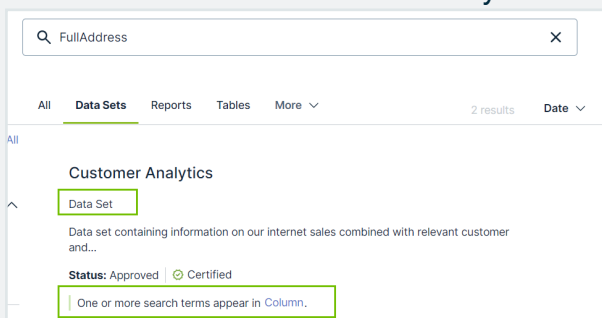 FullAddress
All Data Sets Reports Tables More 2 results Date
All
Customer Analytics
Data Set
Data set containing information on our internet sales combined with relevant customer
and...
Status: Approved Certified
One or more search terms appear in Column.